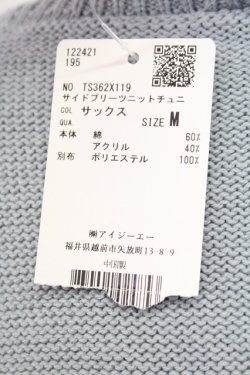 122421
195
NO TS362X119
サイドプリーツニットチュニ
COL サックス
QUA. SIZE M
本体 綿 60%
アクリル 40%
別布 ポリエステル 100%
㈱アイジーエー
福井県越前市矢放町13-8-9
中国製